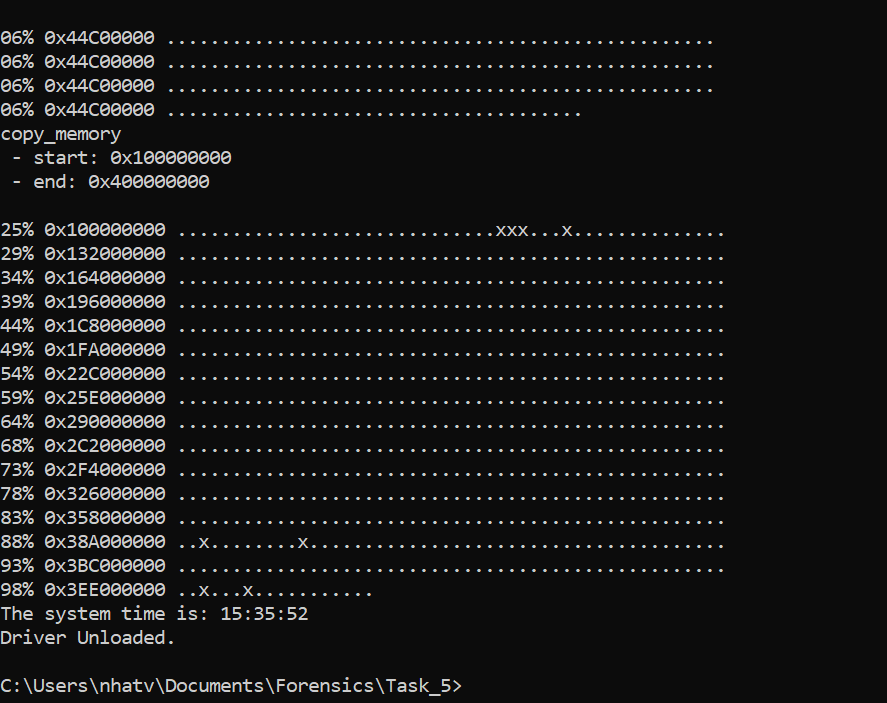 06% 0x44C00000 ..................................................
06% 0x44C00000 ..................................................
06% 0x44C00000 ..................................................
06% 0x44C00000 ......................................
copy_memory
 - start: 0x100000000
 - end: 0x400000000
25% 0x100000000 .............................xxx...x..............
29% 0x132000000 ..................................................
34% 0x164000000 ..................................................
39% 0x196000000 ..................................................
44% 0x1C8000000 ..................................................
49% 0x1FA000000 ..................................................
54% 0x22C000000 ..................................................
59% 0x25E000000 ..................................................
64% 0x290000000 ..................................................
68% 0x2C2000000 ..................................................
73% 0x2F4000000 ..................................................
78% 0x326000000 ..................................................
83% 0x358000000 ..................................................
88% 0x38A000000 ..x........x......................................
93% 0x3BC000000 ..................................................
98% 0x3EE000000 ..x...x...........
The system time is: 15:35:52
Driver Unloaded.
C:\Users\nhatv\Documents\Forensics\Task_5>